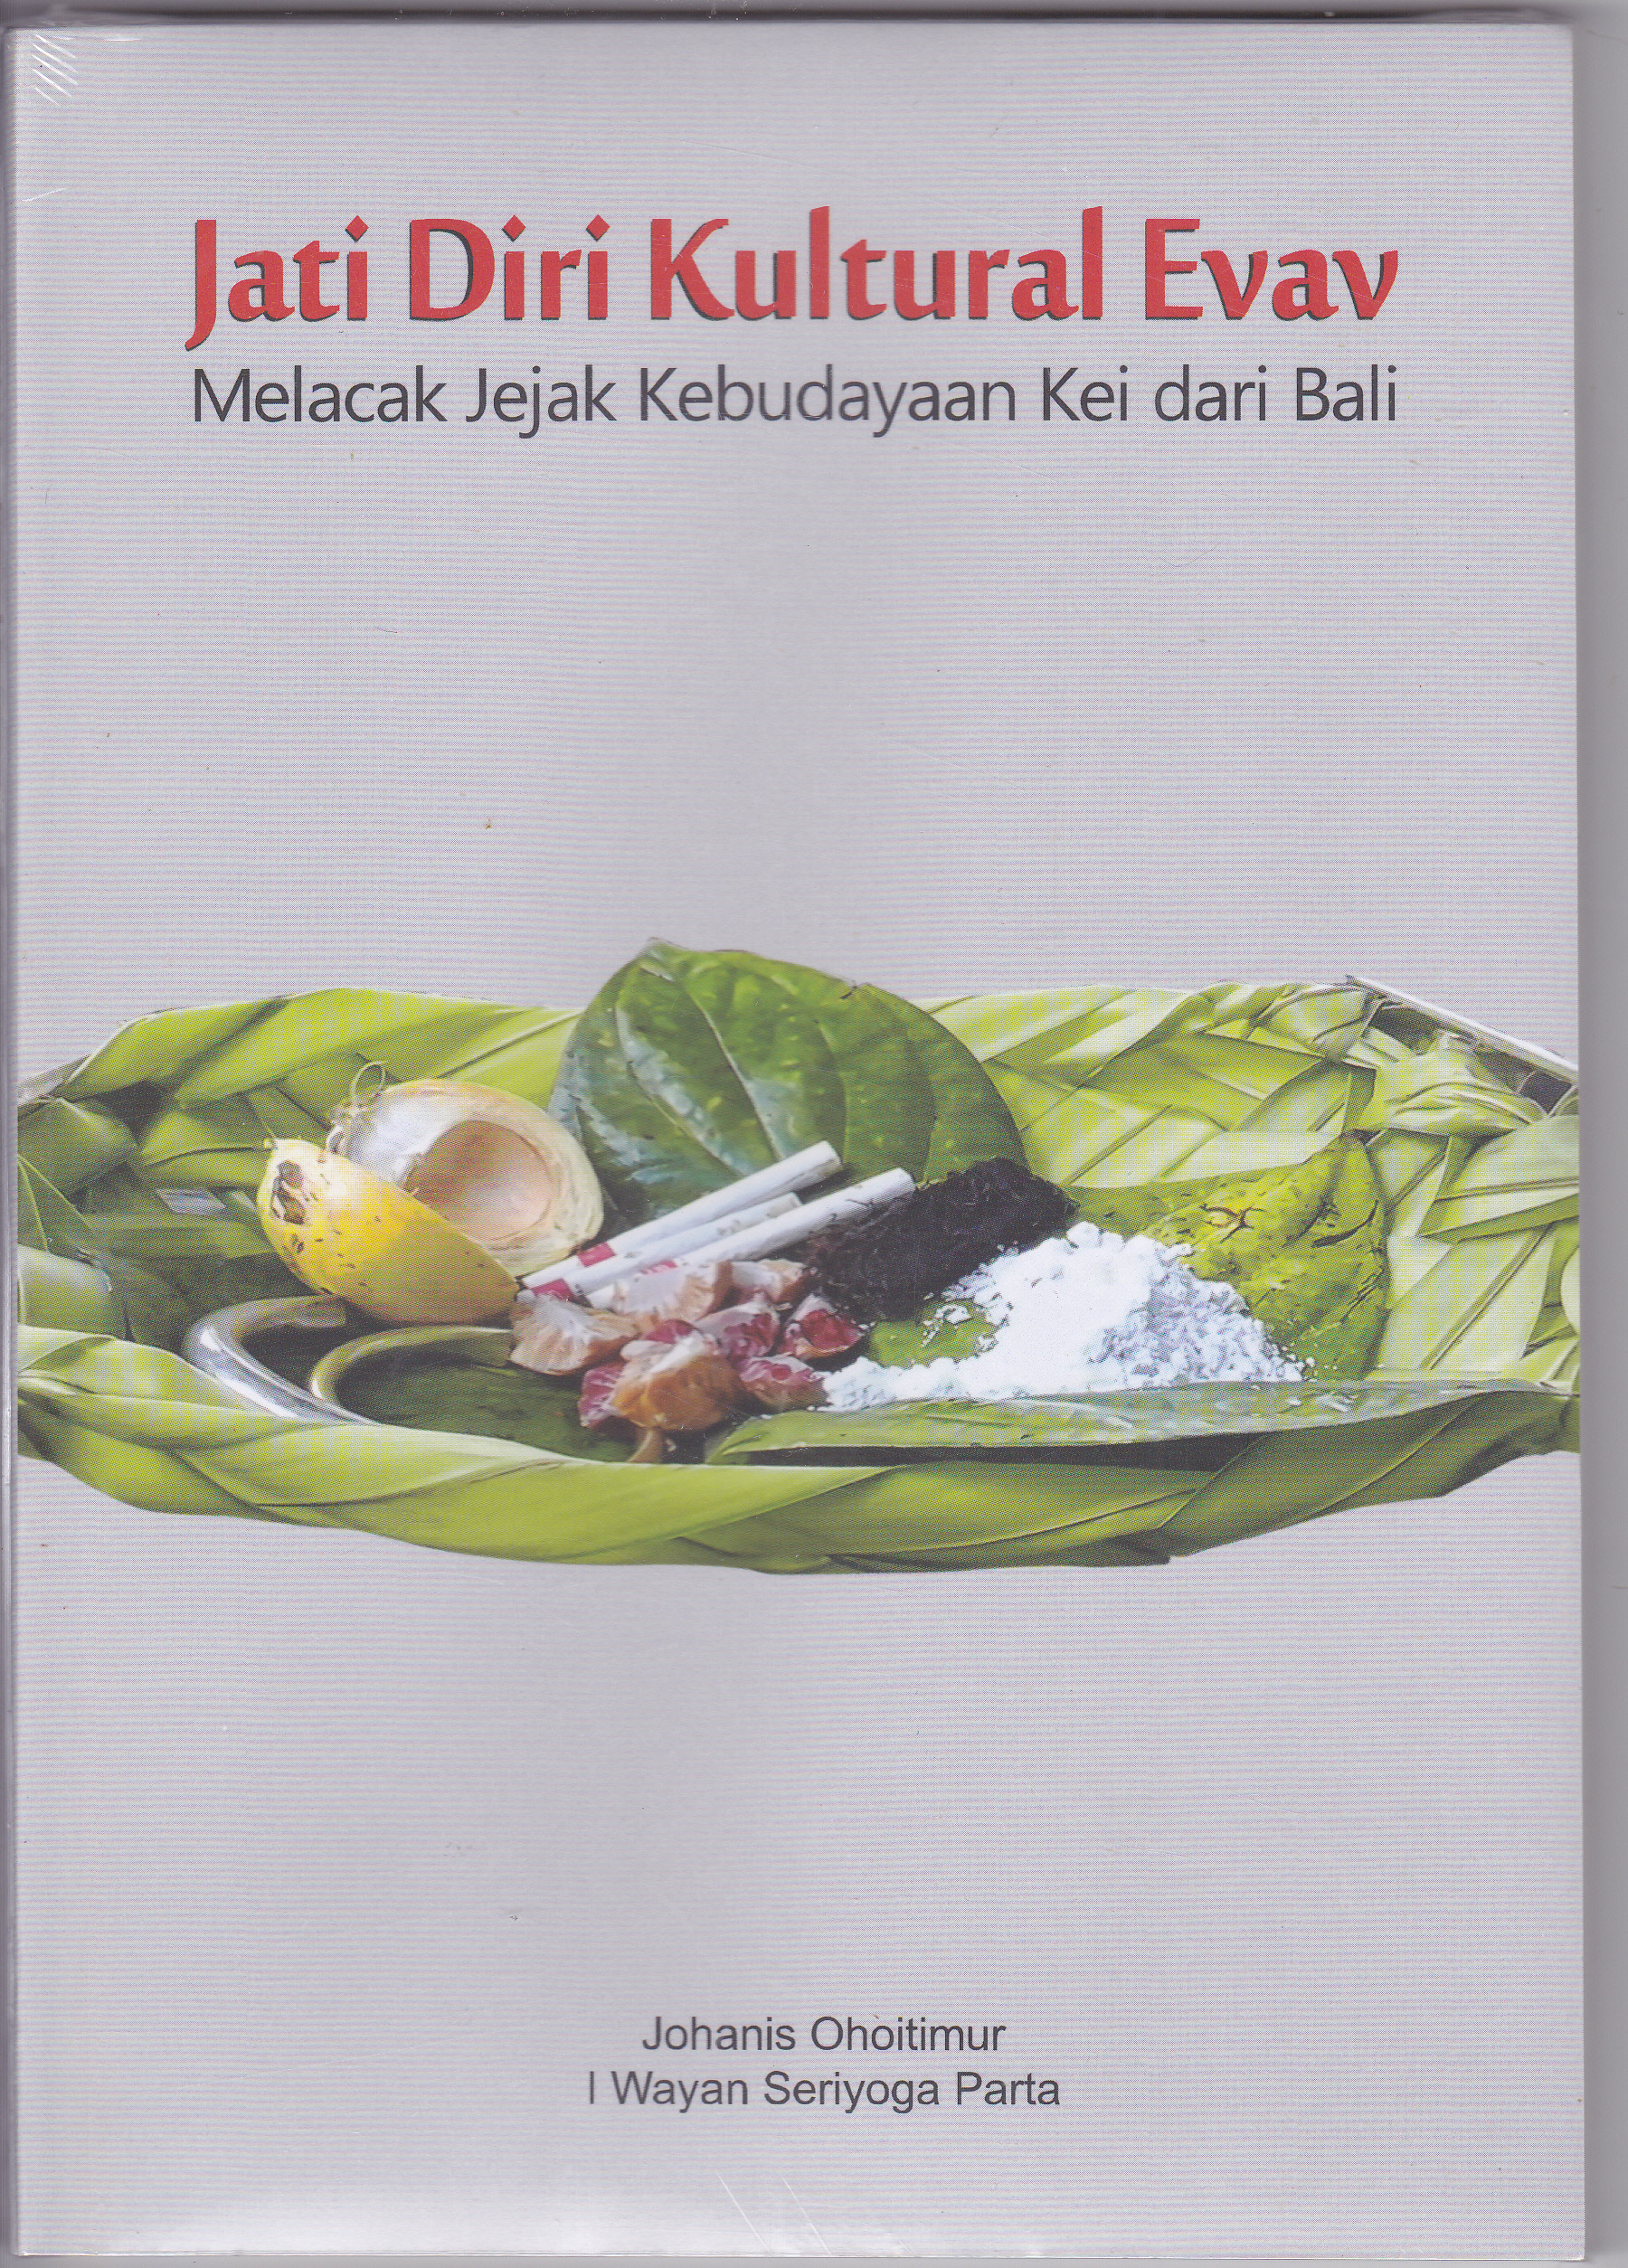 Jati Diri Kultural Evav
Melacak Jejak Kebudayaan Kei dari Bali
Johanis Ohoitimur
I Wayan Seriyoga Parta